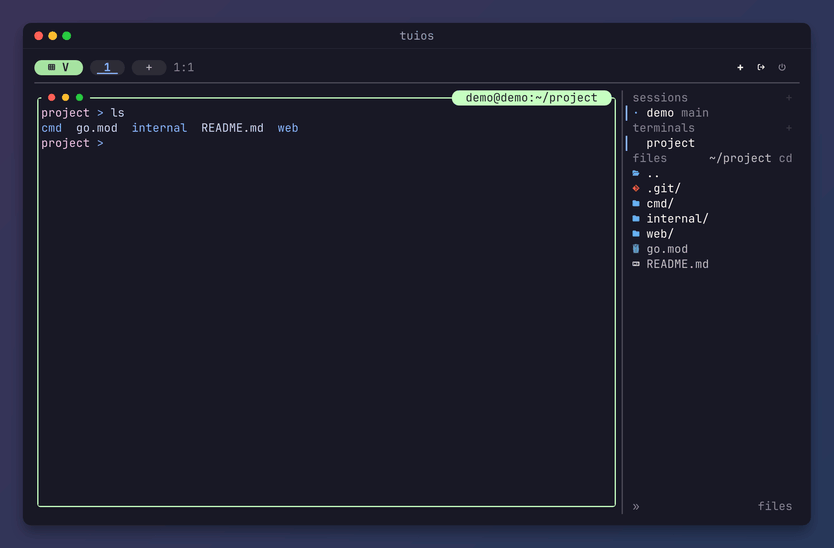 tuios
V 1 + 1:1 +
demo@demo:~/project
project > ls
cmd go.mod internal README.md web
project >
sessions +
· demo main
terminals +
project
files ~/project cd
..
.git/
cmd/
internal/
web/
go.mod
README.md
» files